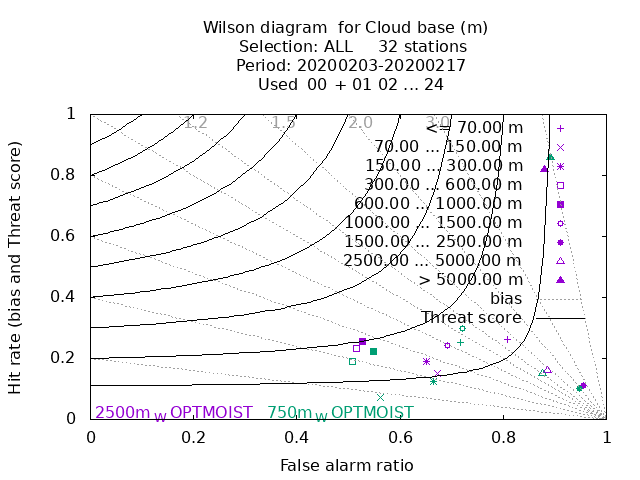 Wilson diagram  for Cloud base (m)
Selection: ALL     32 stations
Period: 20200203-20200217
Used  00 + 01 02 ... 24
Hit rate (bias and Threat score)
1
0.8
0.6
0.4
0.2
0
1.2 1.5 2.0 3.0
<= 70.00 m
70.00 ... 150.00 m
150.00 ... 300.00 m
300.00 ... 600.00 m
600.00 ... 1000.00 m
1000.00 ... 1500.00 m
1500.00 ... 2500.00 m
2500.00 ... 5000.00 m
> 5000.00 m
bias
Threat score
2500m W OPTMOIST 750m W OPTMOIST
0 0.2 0.4 0.6 0.8 1
False alarm ratio